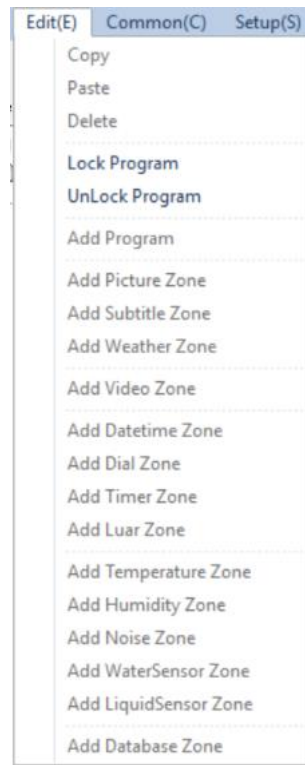 Edit(E) Common(C) Setup(S)
Copy
Paste
Delete
Lock Program
UnLock Program
Add Program
Add Picture Zone
Add Subtitle Zone
Add Weather Zone
Add Video Zone
Add Datetime Zone
Add Dial Zone
Add Timer Zone
Add Luar Zone
Add Temperature Zone
Add Humidity Zone
Add Noise Zone
Add WaterSensor Zone
Add LiquidSensor Zone
Add Database Zone